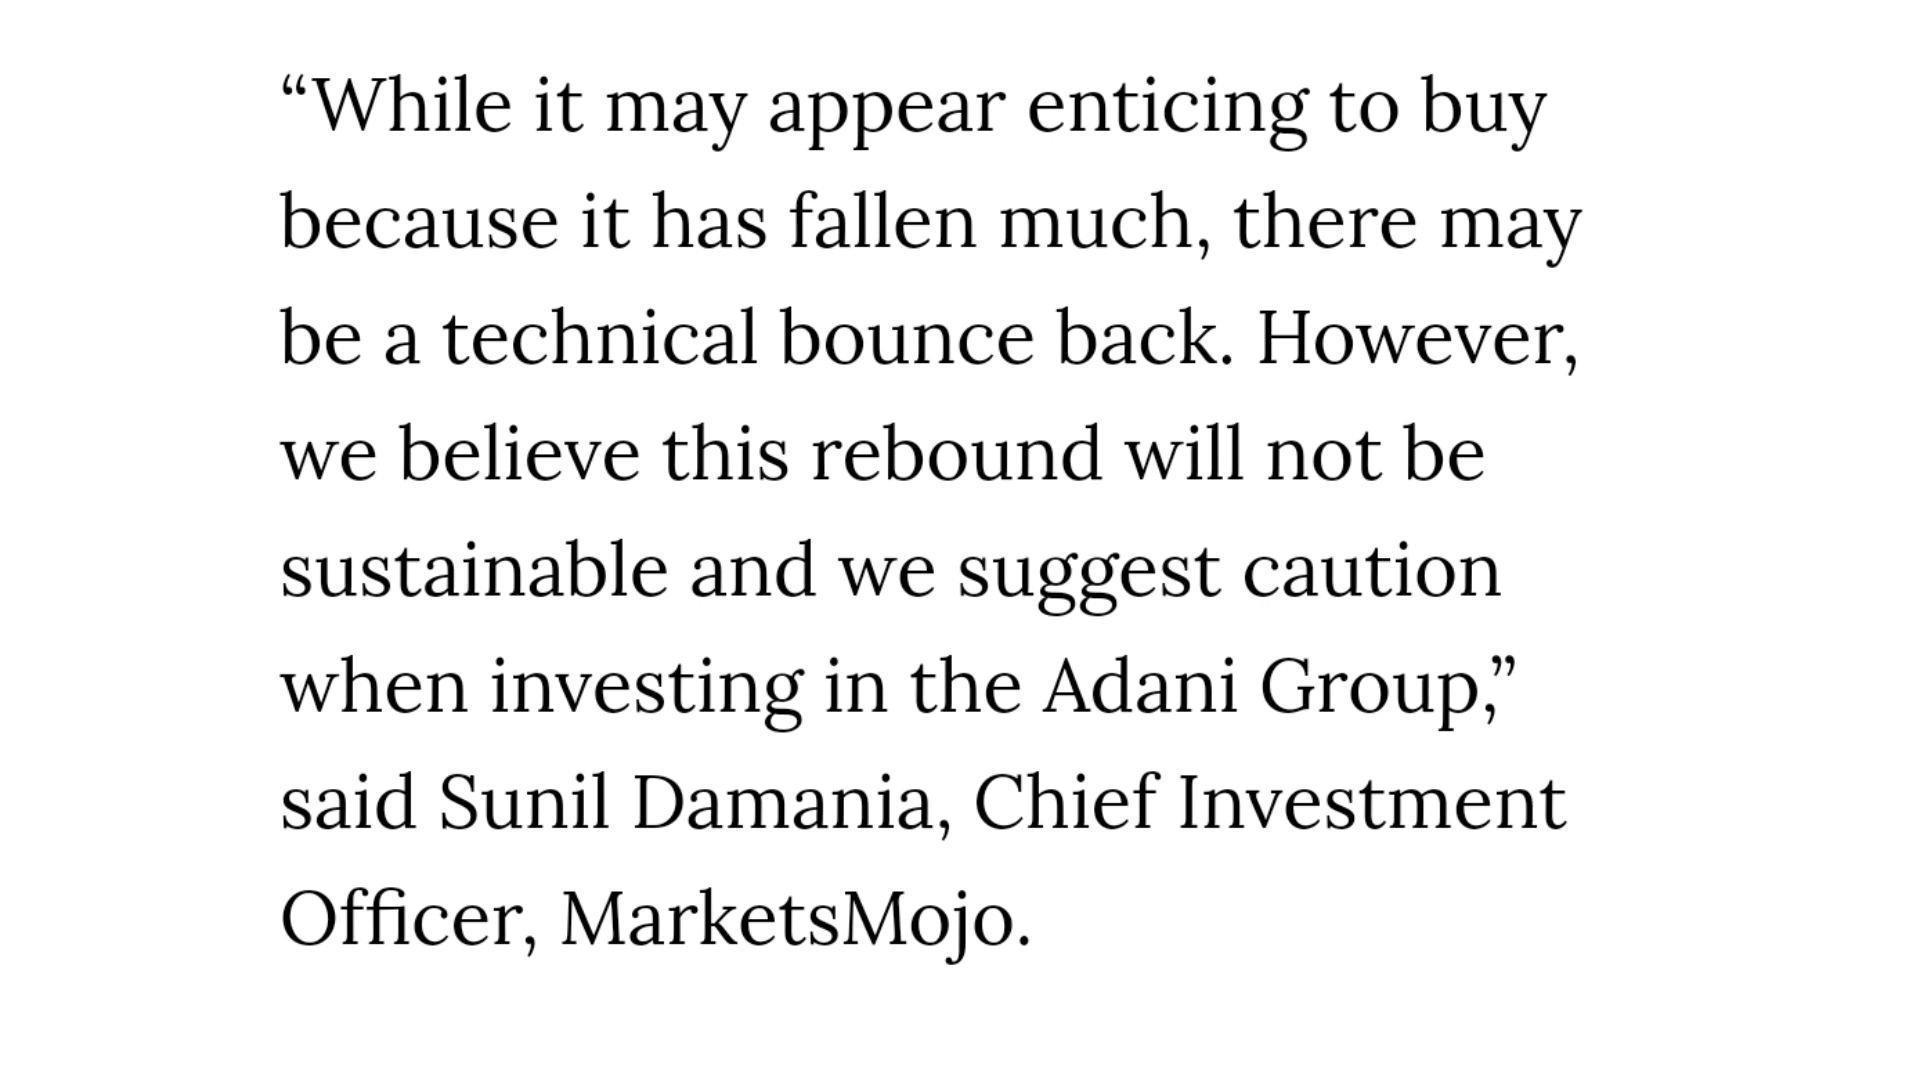 “While it may appear enticing to buy
because it has fallen much, there may
be a technical bounce back. However,
we believe this rebound will not be
sustainable and we suggest caution
when investing in the Adani Group,”
said Sunil Damania, Chief Investment
Officer, MarketsMojo.